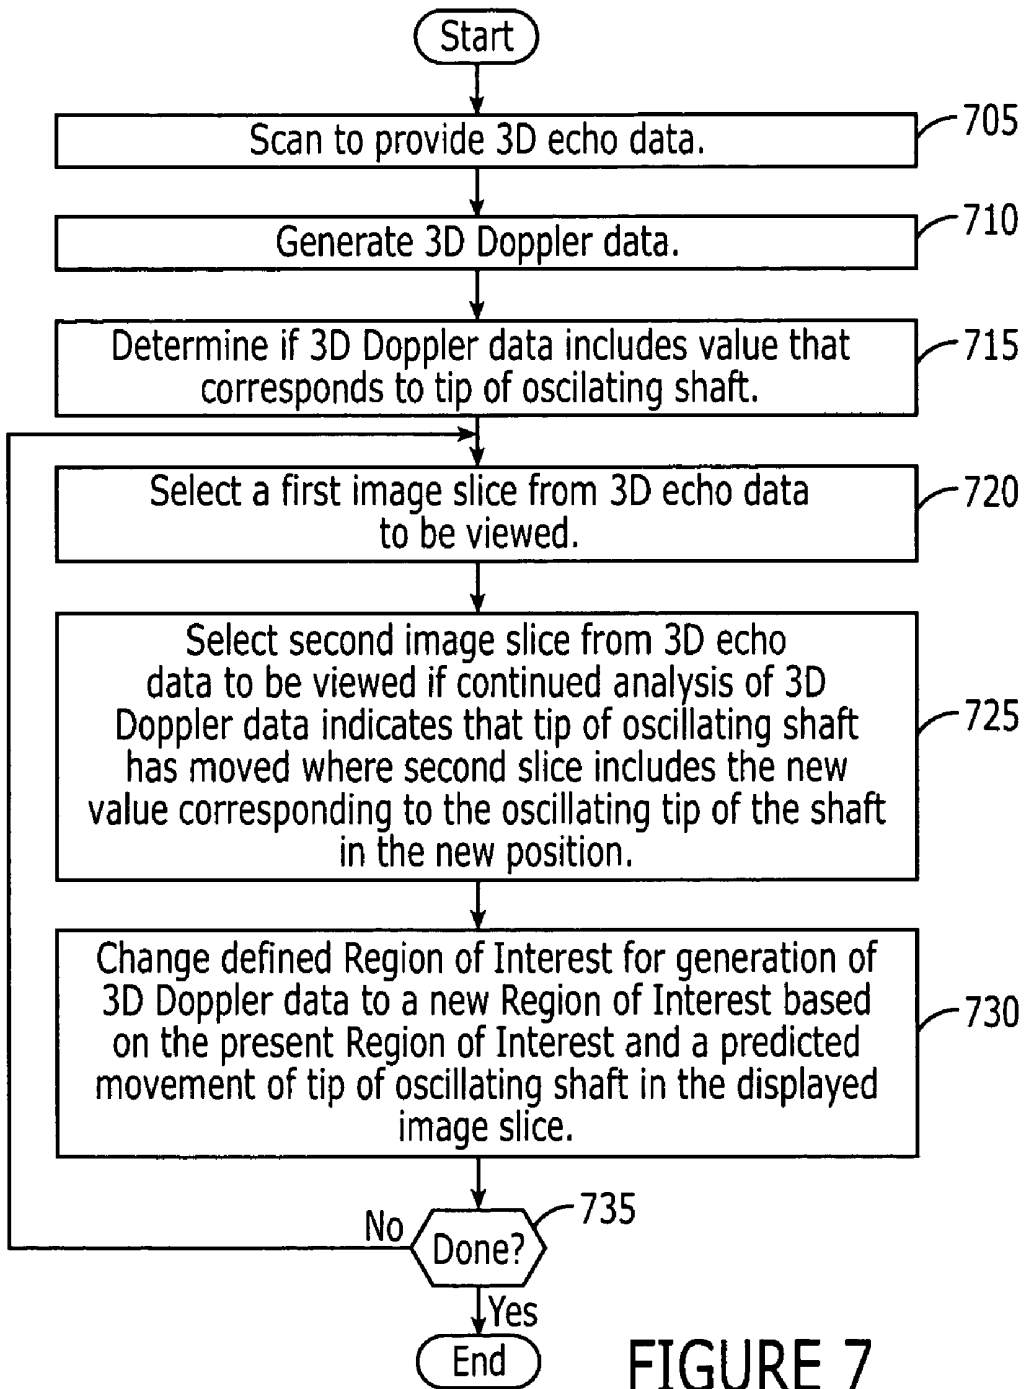 Start
Scan to provide 3D echo data.
705
Generate 3D Doppler data.
710
Determine if 3D Doppler data includes value that
corresponds to tip of oscilating shaft.
715
Select a first image slice from 3D echo data
to be viewed.
720
Select second image slice from 3D echo
data to be viewed if continued analysis of 3D
Doppler data indicates that tip of oscillating shaft
has moved where second slice includes the new
value corresponding to the oscillating tip of the shaft
in the new position.
725
Change defined Region of Interest for generation of
3D Doppler data to a new Region of Interest based
on the present Region of Interest and a predicted
movement of tip of oscillating shaft in the displayed
image slice.
730
No
Done?
735
Yes
End
FIGURE 7